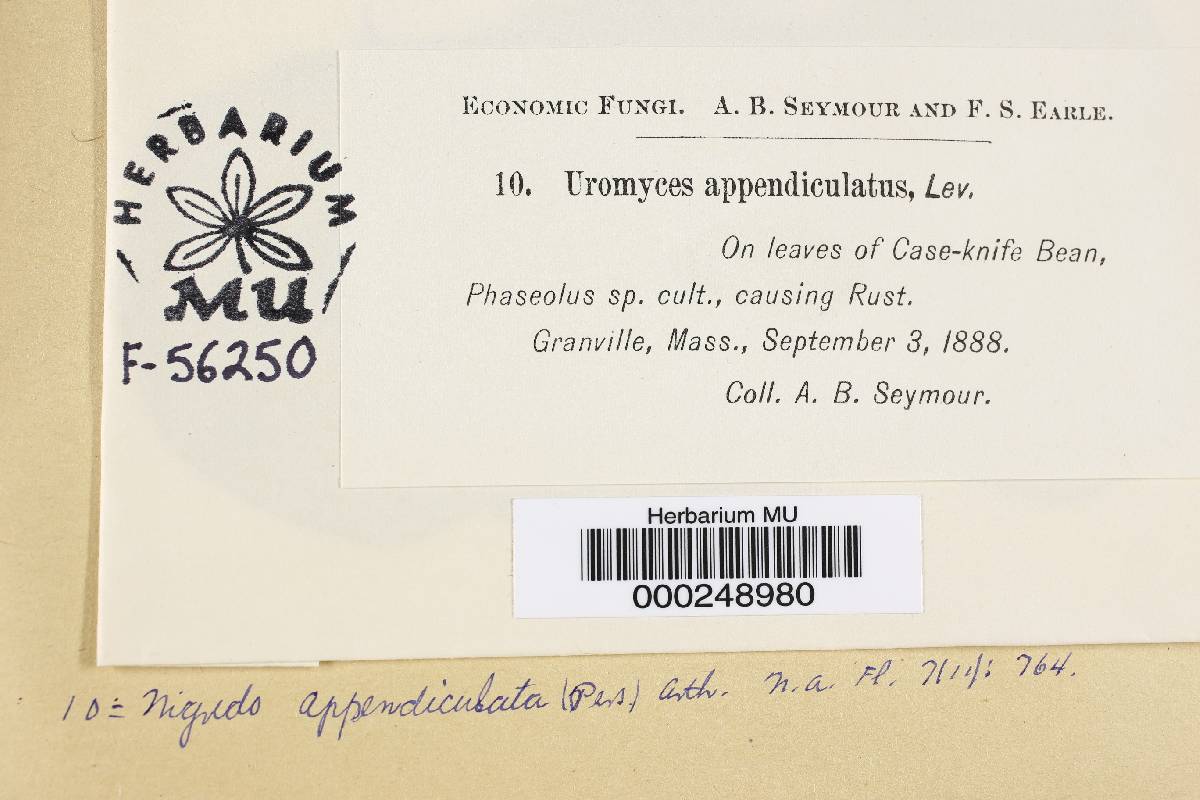 ECONOMIC FUNGI. A. B. SEYMOUR AND F. S. EARLE.
10. Uromyces appendiculatus, Lev.
On leaves of Case-knife Bean,
Phaseolus sp. cult., causing Rust.
Granville, Mass., September 3, 1888.
Coll. A. B. Seymour.
HERBARIUM
MU
F-56250
Herbarium MU
000248980
10= Nigredo appendiculata (Pers) Arth. N.a. Fl. 764.